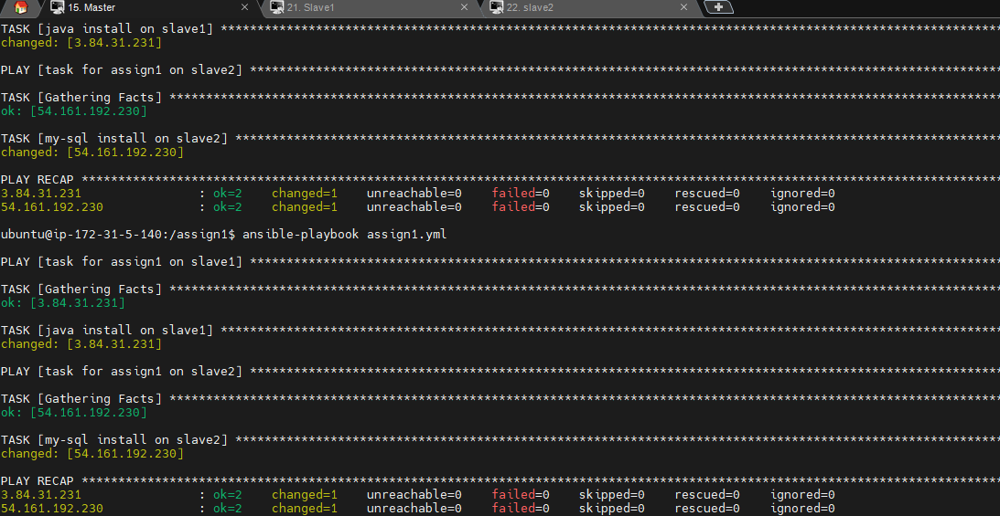 15. Master
21. Slave1
22. slave2
TASK [java install on slave1] ***********************************************************************************************************
changed: [3.84.31.231]
PLAY [task for assign1 on slave2] *******************************************************************************************************
TASK [Gathering Facts] ******************************************************************************************************************
ok: [54.161.192.230]
TASK [my-sql install on slave2] *********************************************************************************************************
changed: [54.161.192.230]
PLAY RECAP ******************************************************************************************************************************
3.84.31.231                : ok=2    changed=1    unreachable=0    failed=0    skipped=0    rescued=0    ignored=0
54.161.192.230             : ok=2    changed=1    unreachable=0    failed=0    skipped=0    rescued=0    ignored=0
ubuntu@ip-172-31-5-140:/assign1$ ansible-playbook assign1.yml
PLAY [task for assign1 on slave1] *******************************************************************************************************
TASK [Gathering Facts] ******************************************************************************************************************
ok: [3.84.31.231]
TASK [java install on slave1] ***********************************************************************************************************
changed: [3.84.31.231]
PLAY [task for assign1 on slave2] *******************************************************************************************************
TASK [Gathering Facts] ******************************************************************************************************************
ok: [54.161.192.230]
TASK [my-sql install on slave2] *********************************************************************************************************
changed: [54.161.192.230]
PLAY RECAP ******************************************************************************************************************************
3.84.31.231                : ok=2    changed=1    unreachable=0    failed=0    skipped=0    rescued=0    ignored=0
54.161.192.230             : ok=2    changed=1    unreachable=0    failed=0    skipped=0    rescued=0    ignored=0